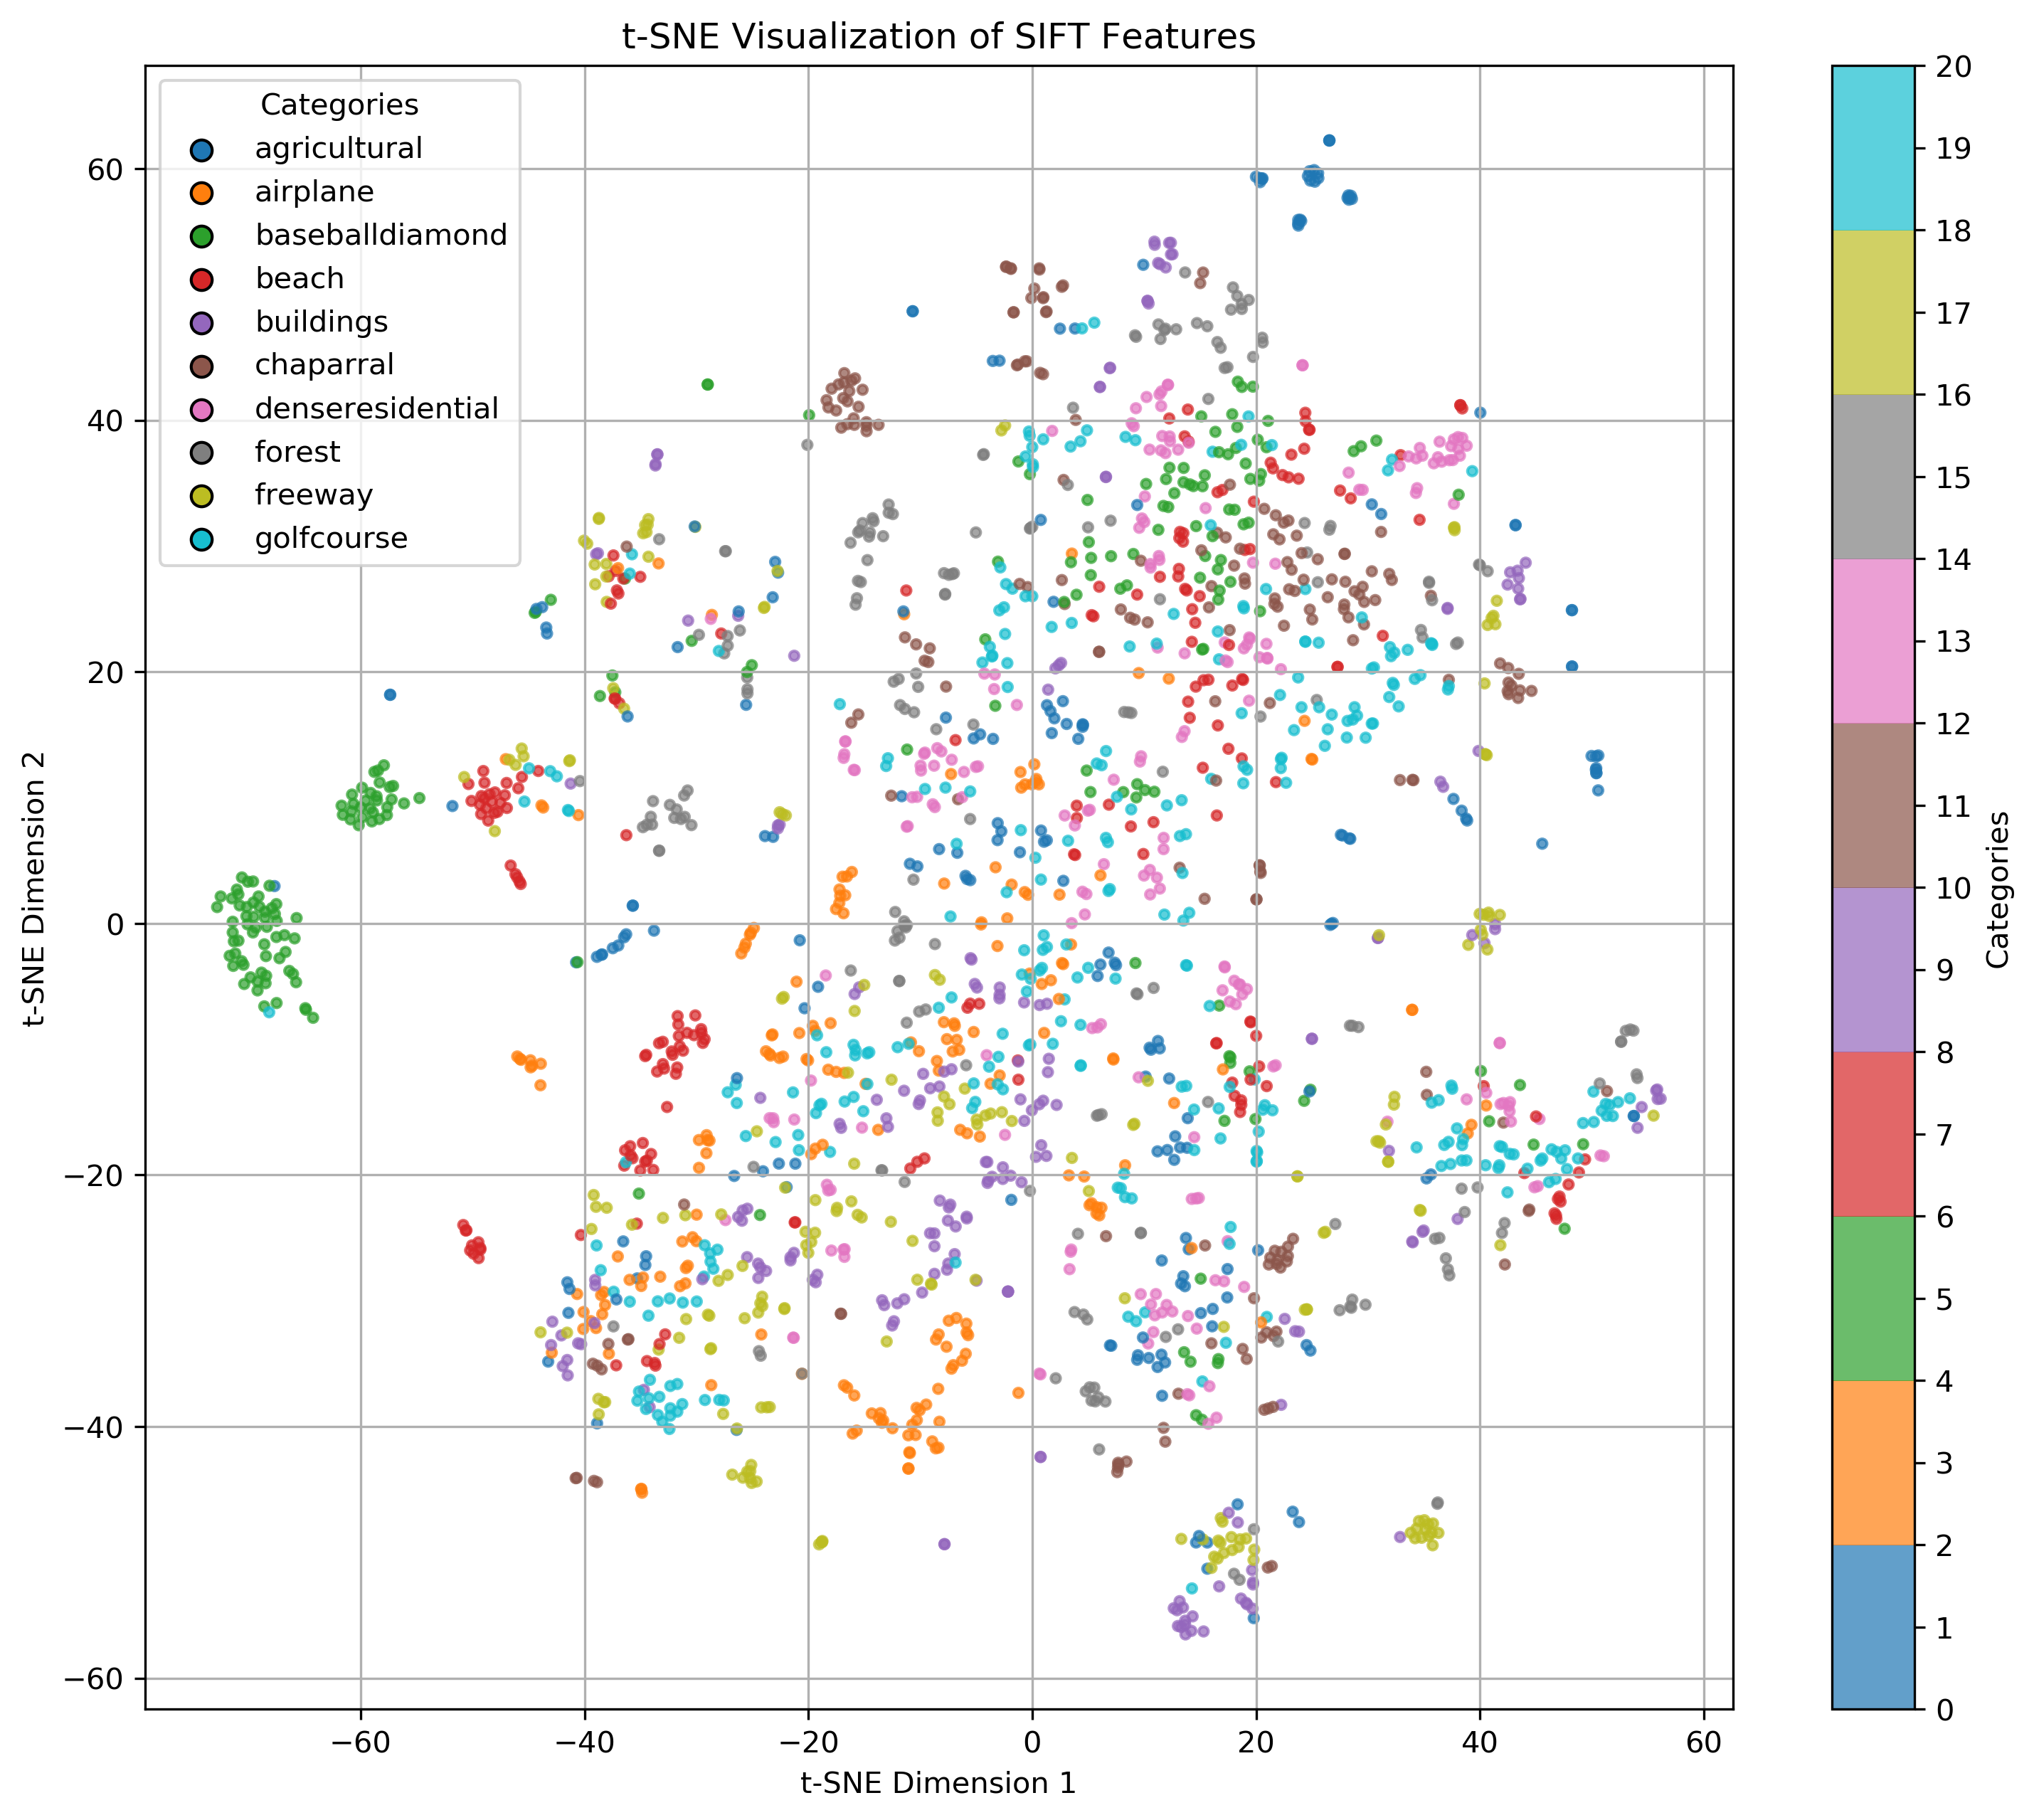 t-SNE Visualization of SIFT Features
Categories
agricultural
airplane
baseballdiamond
beach
buildings
chaparral
denseresidential
forest
freeway
golfcourse
60
40
20
0
−20
−40
−60
t-SNE Dimension 2
−60
−40
−20
0
20
40
60
t-SNE Dimension 1
20
19
18
17
16
15
14
13
12
11
10
9
8
7
6
5
4
3
2
1
0
Categories